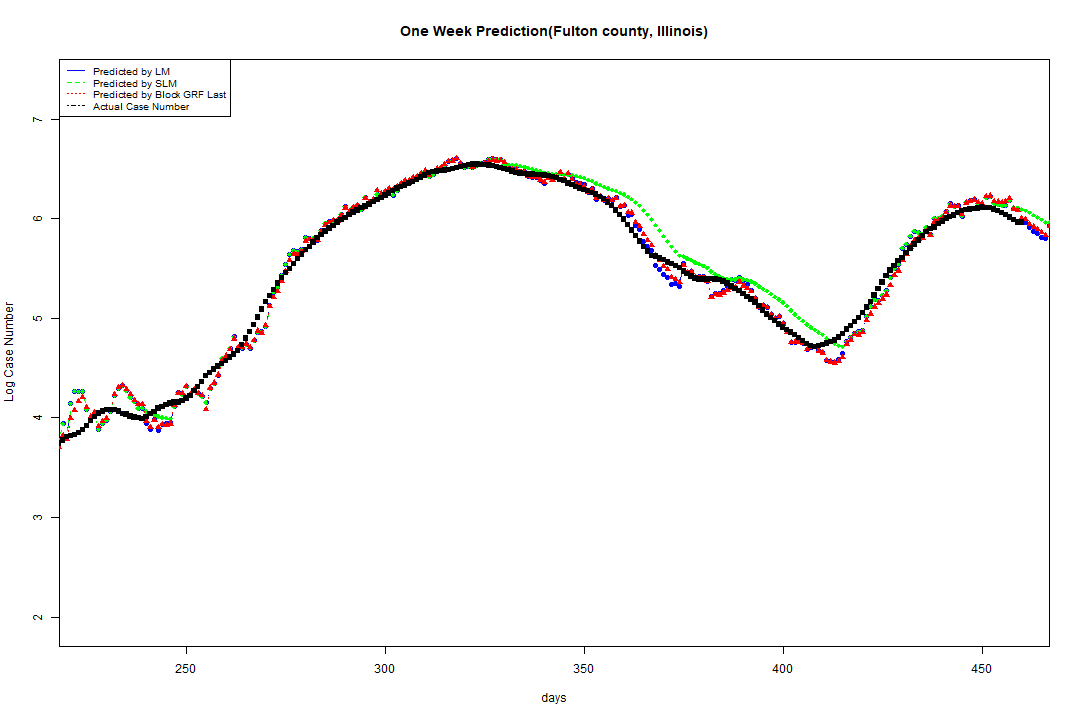 One Week Prediction(Fulton county, Illinois)
Predicted by LM
Predicted by SLM
Predicted by Block GRF Last
Actual Case Number
7
6
5
4
3
2
Log Case Number
250
300
350
400
450
days